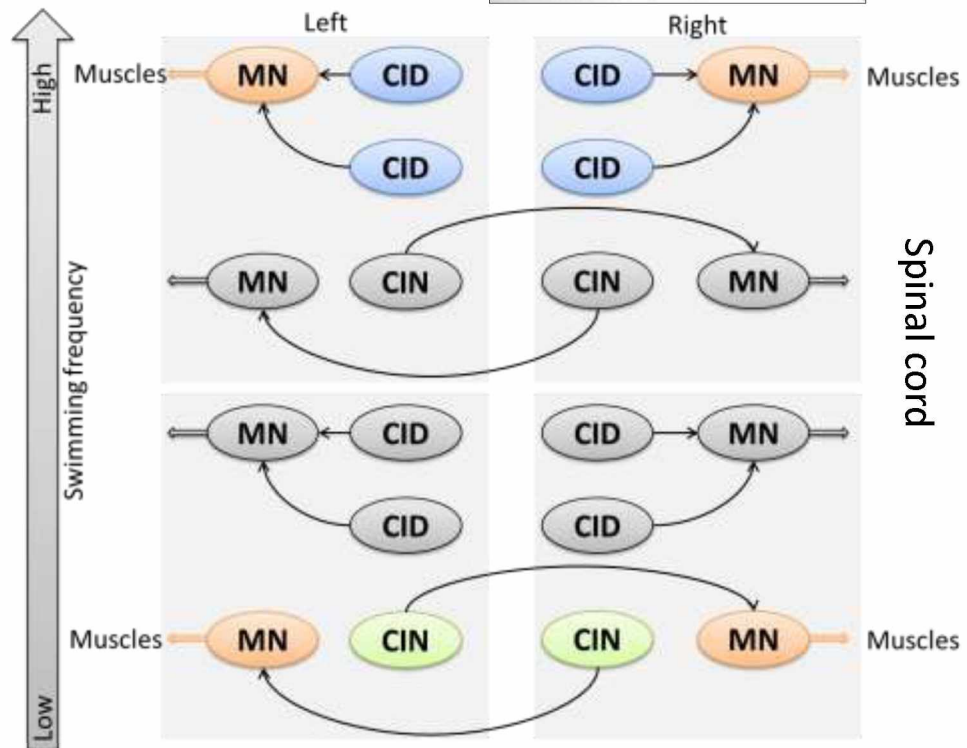 Left
Right
High
Muscles
MN
CID
CID
MN
Muscles
CID
CID
MN
CIN
CIN
MN
Swimming frequency
Spinal cord
MN
CID
CID
MN
CID
CID
Muscles
MN
CIN
CIN
MN
Muscles
Low